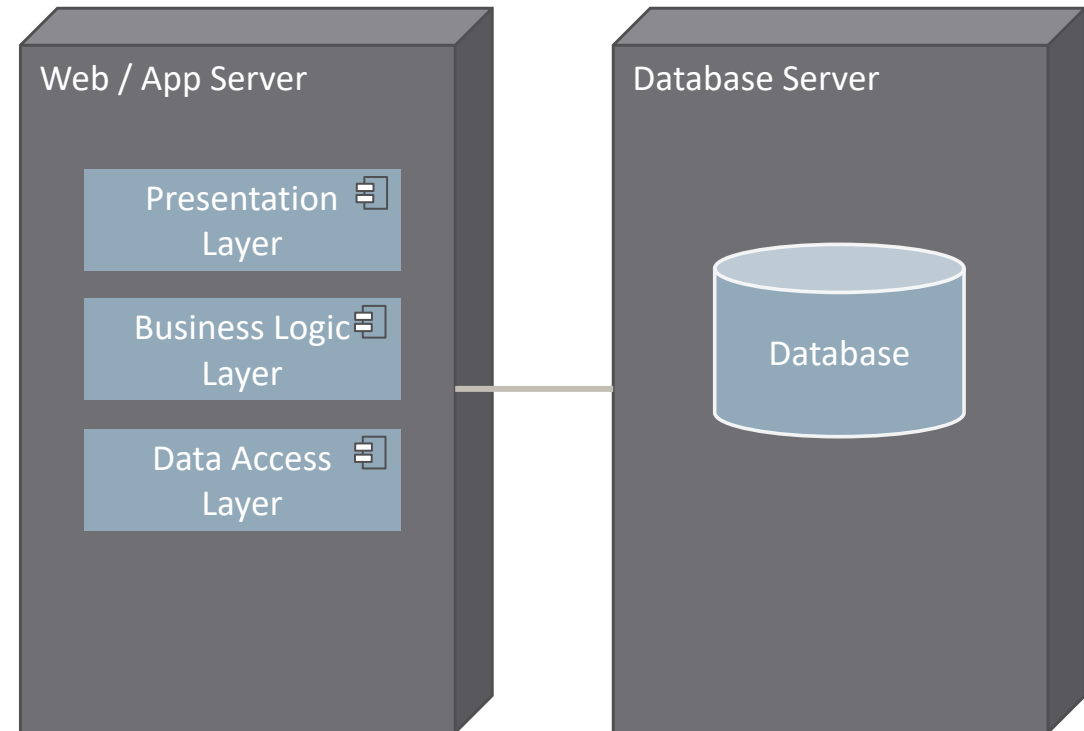 Web / App Server
Presentation
Layer
Business Logic
Layer
Data Access
Layer
Database Server
Database